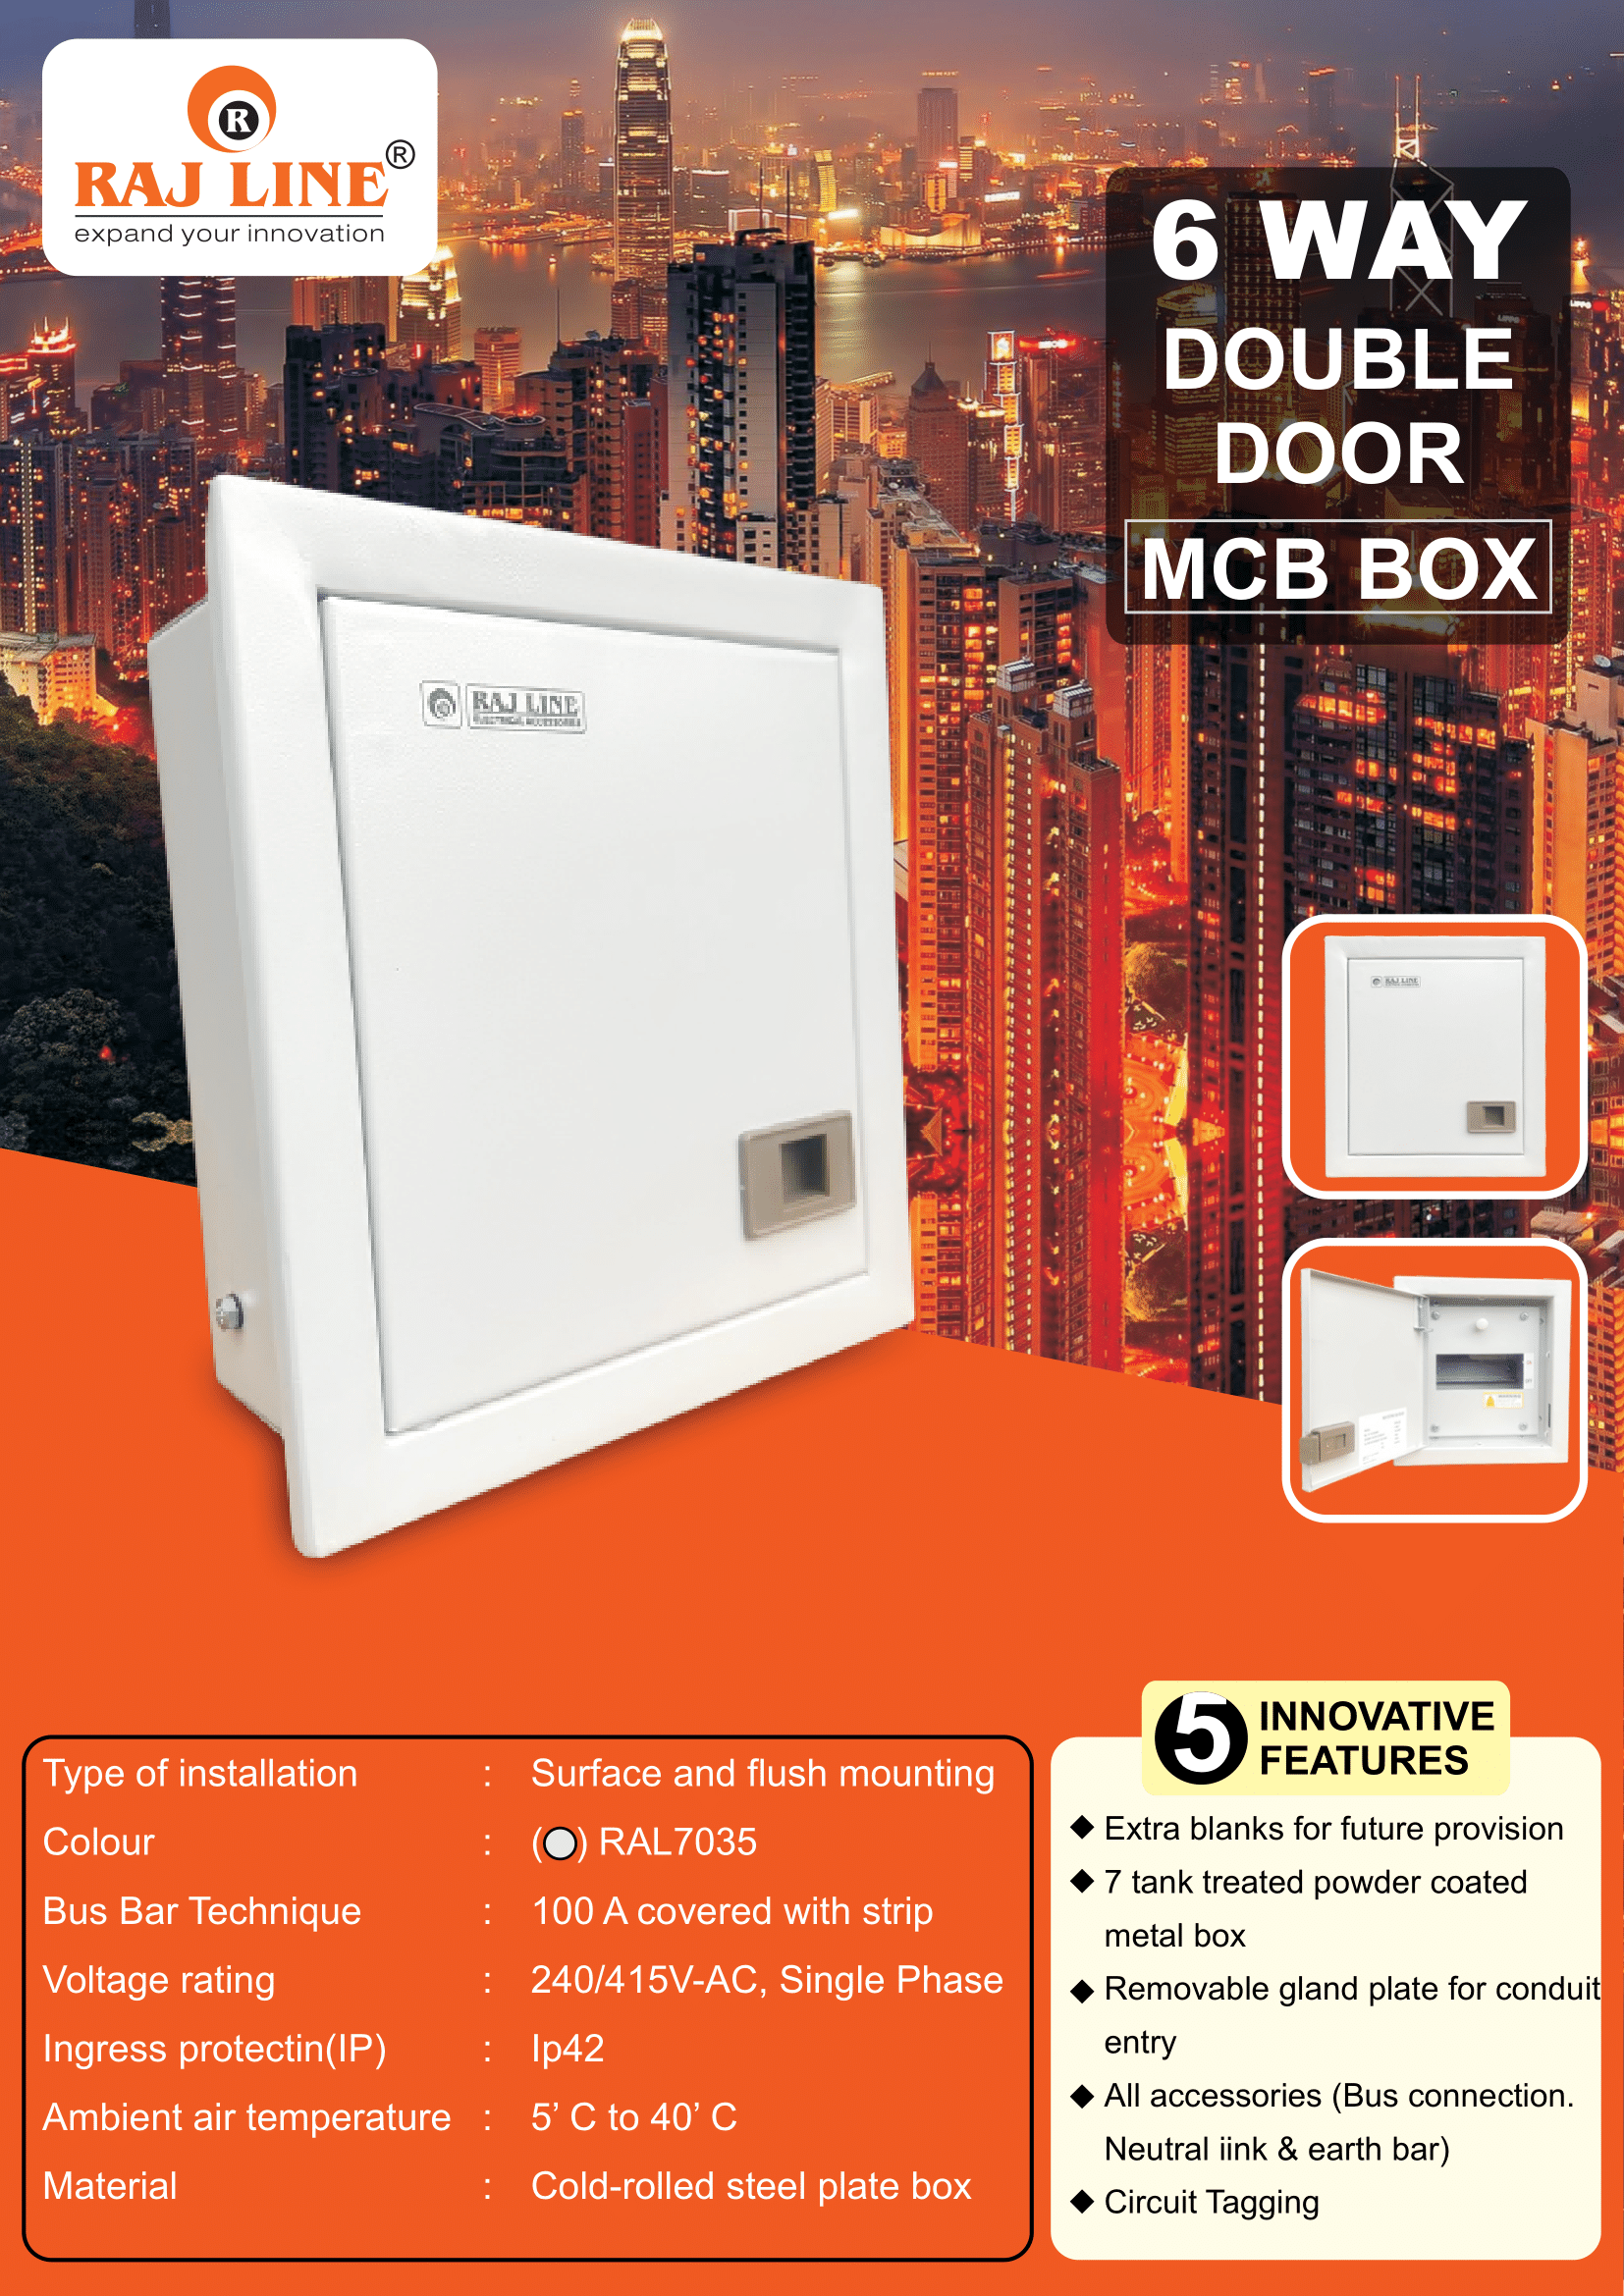 R
RAJ LINE®
expand your innovation
6 WAY
DOUBLE
DOOR
MCB BOX
RAJ LINE
ELECTRICAL ACCESSORIES
RAJ LINE
Type of installation : Surface and flush mounting
Colour : ( ) RAL7035
Bus Bar Technique : 100 A covered with strip
Voltage rating : 240/415V-AC, Single Phase
Ingress protectin(IP) : Ip42
Ambient air temperature : 5’ C to 40’ C
Material : Cold-rolled steel plate box
5 INNOVATIVE
FEATURES
◆ Extra blanks for future provision
◆ 7 tank treated powder coated
metal box
◆ Removable gland plate for conduit
entry
◆ All accessories (Bus connection.
Neutral iink & earth bar)
◆ Circuit Tagging